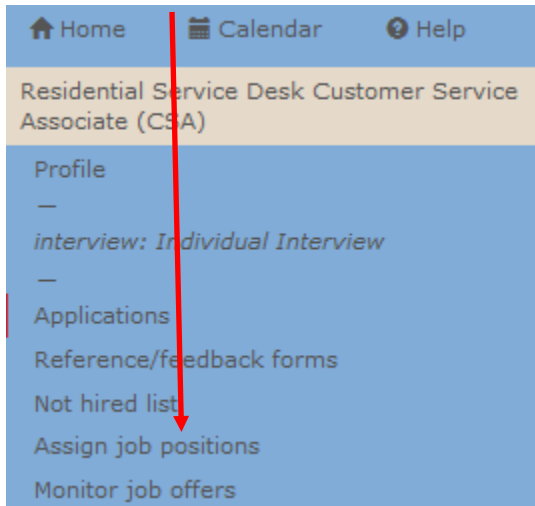 Home Calendar Help
Residential Service Desk Customer Service
Associate (CSA)
Profile
—
interview: Individual Interview
—
Applications
Reference/feedback forms
Not hired list
Assign job positions
Monitor job offers